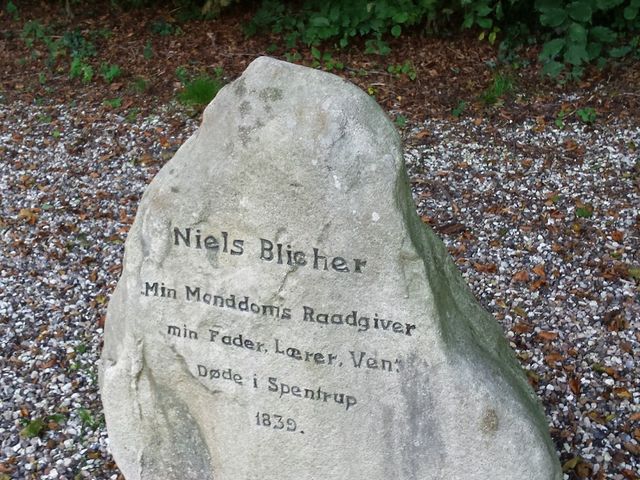 Niels Blicher
Min Manddoms Raadgiver
min Fader, Lærer, Ven:
Døde i Spentrup
1839.